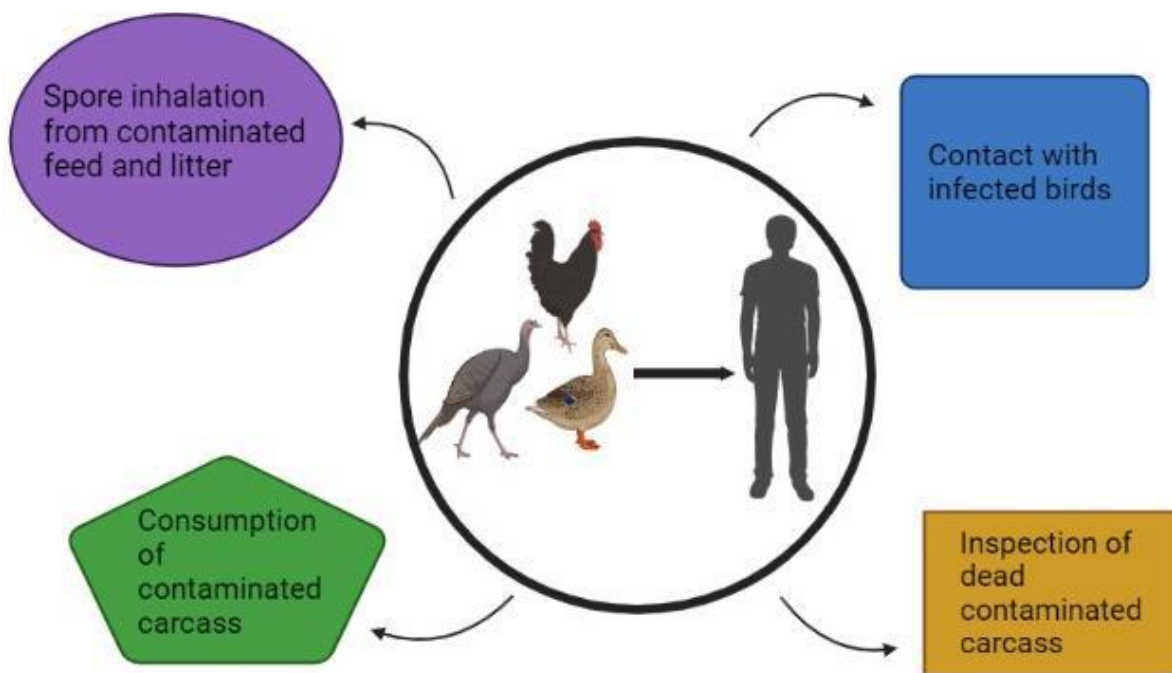 Spore inhalation
from contaminated
feed and litter
Contact with
infected birds
Consumption
of
contaminated
carcass
Inspection of
dead
contaminated
carcass